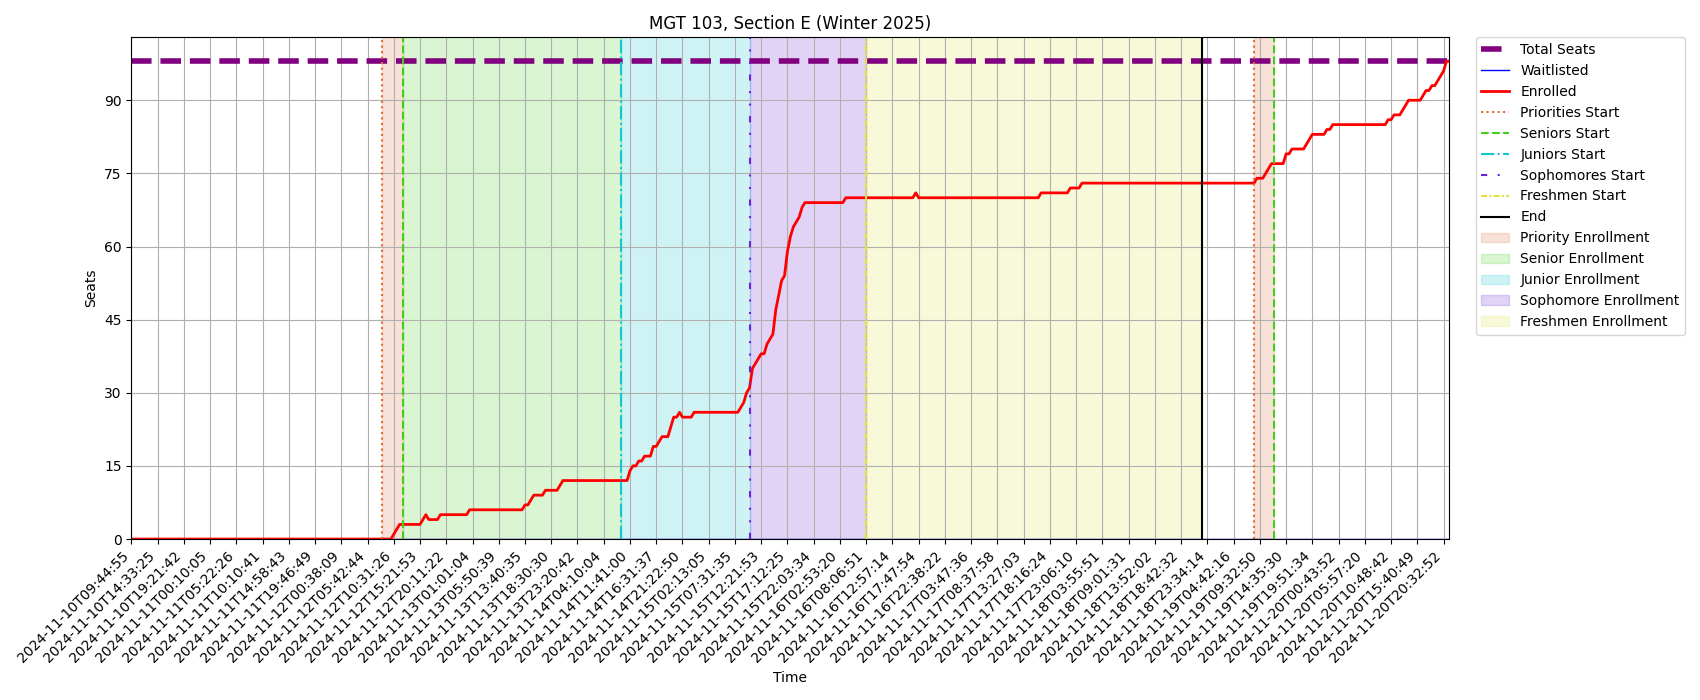 MGT 103, Section E (Winter 2025)
Seats
90
75
60
45
30
15
0
2024-11-10T09:44:55
2024-11-10T14:33:25
2024-11-10T19:21:42
2024-11-11T00:10:05
2024-11-11T05:22:26
2024-11-11T10:10:41
2024-11-11T14:58:43
2024-11-11T19:46:49
2024-11-12T00:38:09
2024-11-12T05:42:44
2024-11-12T10:31:26
2024-11-12T15:21:53
2024-11-12T20:11:22
2024-11-13T01:01:04
2024-11-13T05:50:39
2024-11-13T13:40:35
2024-11-13T18:30:30
2024-11-13T23:20:42
2024-11-14T04:10:04
2024-11-14T11:41:00
2024-11-14T16:31:37
2024-11-14T21:22:50
2024-11-15T02:13:05
2024-11-15T07:31:35
2024-11-15T12:21:53
2024-11-15T17:12:25
2024-11-15T22:03:34
2024-11-16T02:53:20
2024-11-16T08:06:51
2024-11-16T12:57:14
2024-11-16T17:47:54
2024-11-16T22:38:22
2024-11-17T03:47:36
2024-11-17T08:37:58
2024-11-17T13:27:03
2024-11-17T18:16:24
2024-11-17T23:06:10
2024-11-18T03:55:51
2024-11-18T09:01:31
2024-11-18T13:52:02
2024-11-18T18:42:32
2024-11-18T23:34:14
2024-11-19T04:42:16
2024-11-19T09:32:50
2024-11-19T14:35:30
2024-11-19T19:51:34
2024-11-20T00:43:52
2024-11-20T05:57:20
2024-11-20T10:48:42
2024-11-20T15:40:49
2024-11-20T20:32:52
Time
Total Seats
Waitlisted
Enrolled
Priorities Start
Seniors Start
Juniors Start
Sophomores Start
Freshmen Start
End
Priority Enrollment
Senior Enrollment
Junior Enrollment
Sophomore Enrollment
Freshmen Enrollment